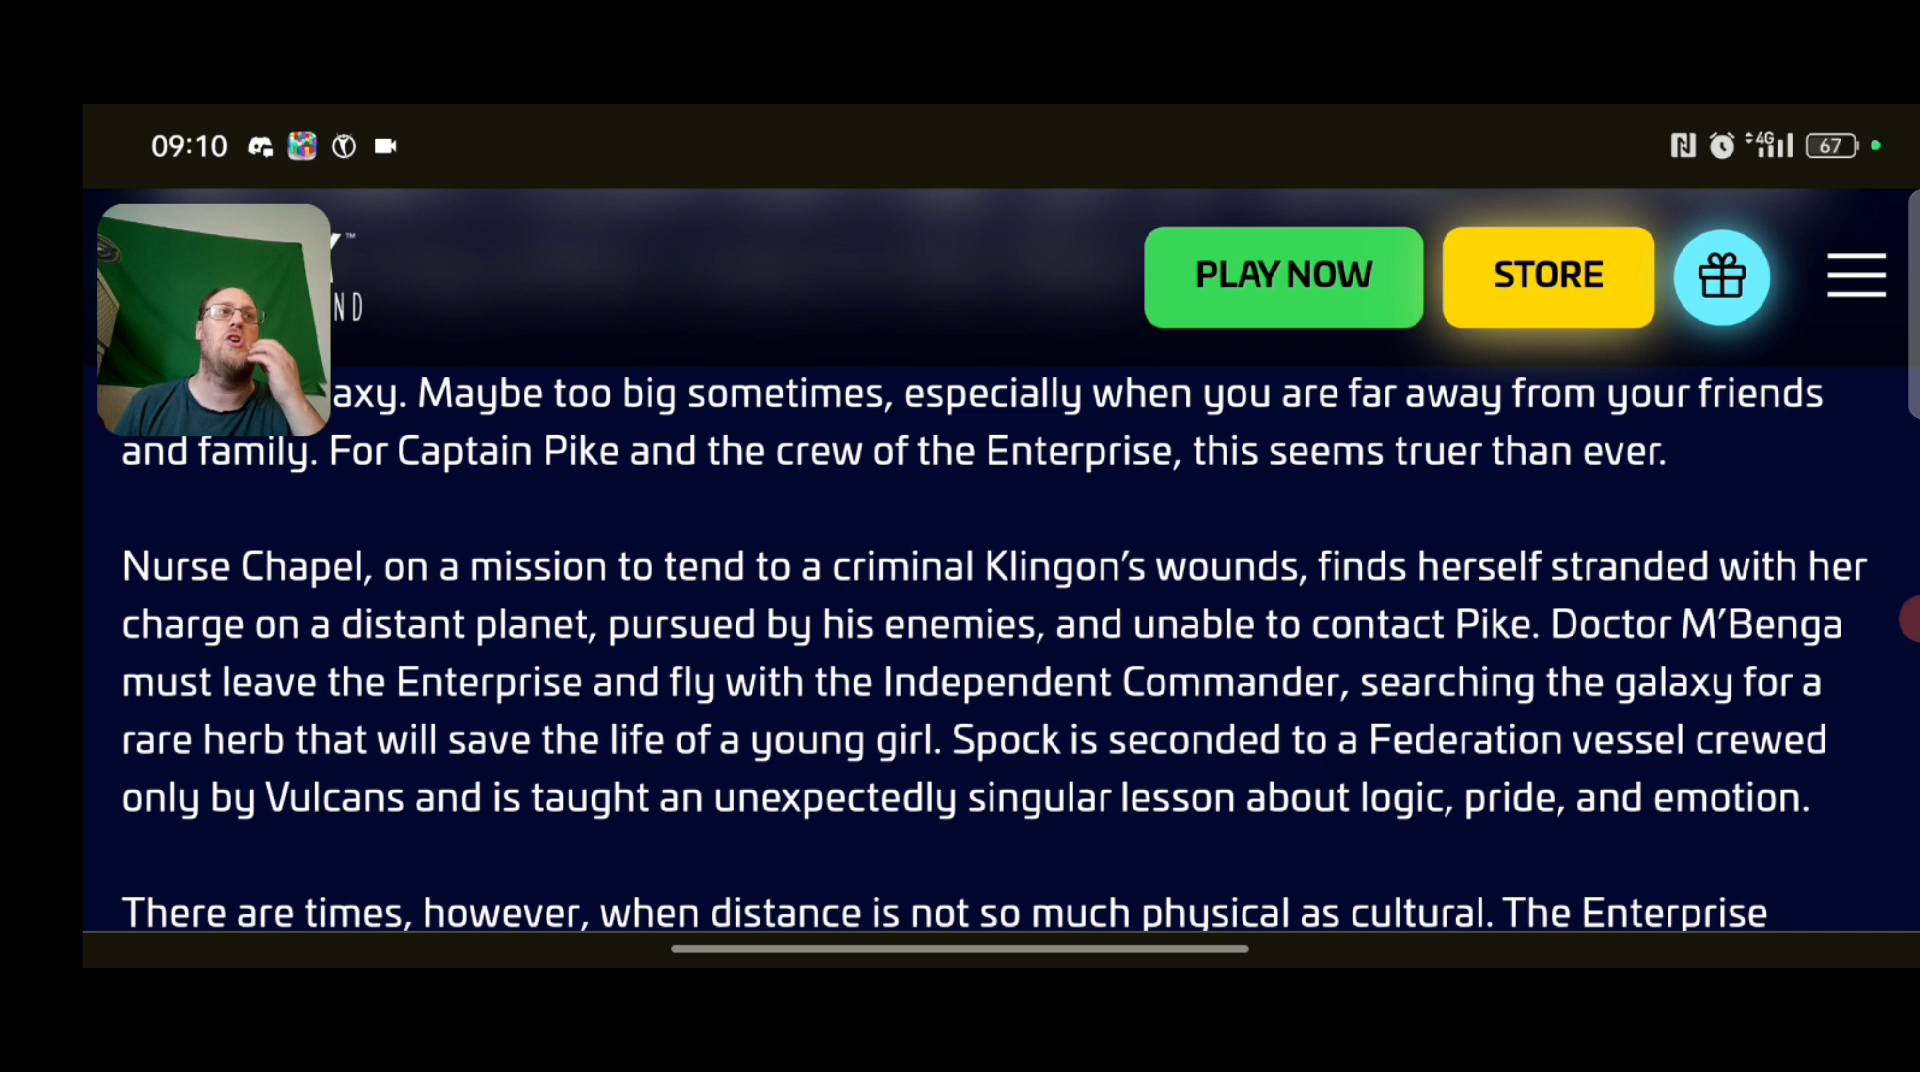 09:10
4G
67
™
ND
PLAY NOW
STORE
axy. Maybe too big sometimes, especially when you are far away from your friends
and family. For Captain Pike and the crew of the Enterprise, this seems truer than ever.
Nurse Chapel, on a mission to tend to a criminal Klingon’s wounds, finds herself stranded with her
charge on a distant planet, pursued by his enemies, and unable to contact Pike. Doctor M’Benga
must leave the Enterprise and fly with the Independent Commander, searching the galaxy for a
rare herb that will save the life of a young girl. Spock is seconded to a Federation vessel crewed
only by Vulcans and is taught an unexpectedly singular lesson about logic, pride, and emotion.
There are times, however, when distance is not so much physical as cultural. The Enterprise